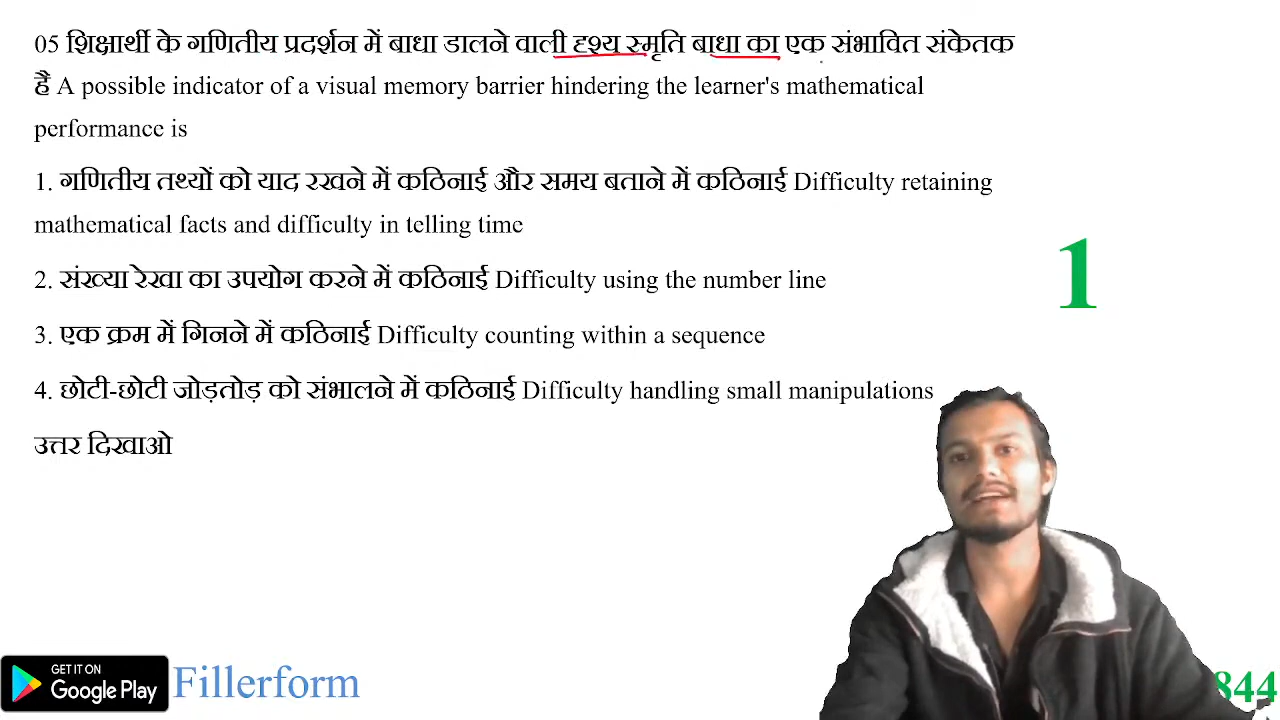 05 शिक्षार्थी के गणितीय प्रदर्शन में बाधा डालने वाली दृश्य स्मृति बाधा का एक संभावित संकेतक
है A possible indicator of a visual memory barrier hindering the learner's mathematical
performance is
1. गणितीय तथ्यों को याद रखने में कठिनाई और समय बताने में कठिनाई Difficulty retaining
mathematical facts and difficulty in telling time
2. संख्या रेखा का उपयोग करने में कठिनाई Difficulty using the number line
3. एक क्रम में गिनने में कठिनाई Difficulty counting within a sequence
4. छोटी-छोटी जोड़तोड़ को संभालने में कठिनाई Difficulty handling small manipulations
उत्तर दिखाओ
1
GET IT ON
Google Play
Fillerform
844